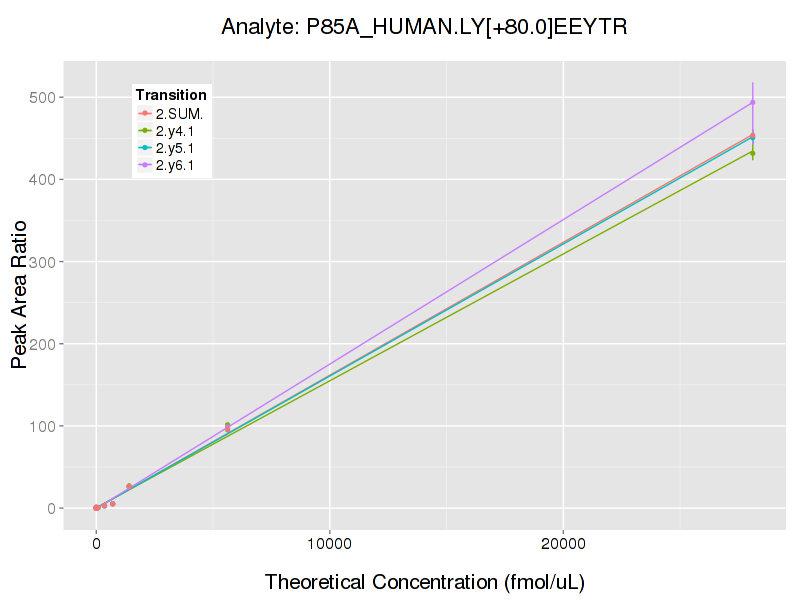 Analyte: P85A_HUMAN.LY[+80.0]EEYTR
Peak Area Ratio
500
400
300
200
100
0
Transition
2.SUM.
2.y4.1
2.y5.1
2.y6.1
0
10000
20000
Theoretical Concentration (fmol/uL)